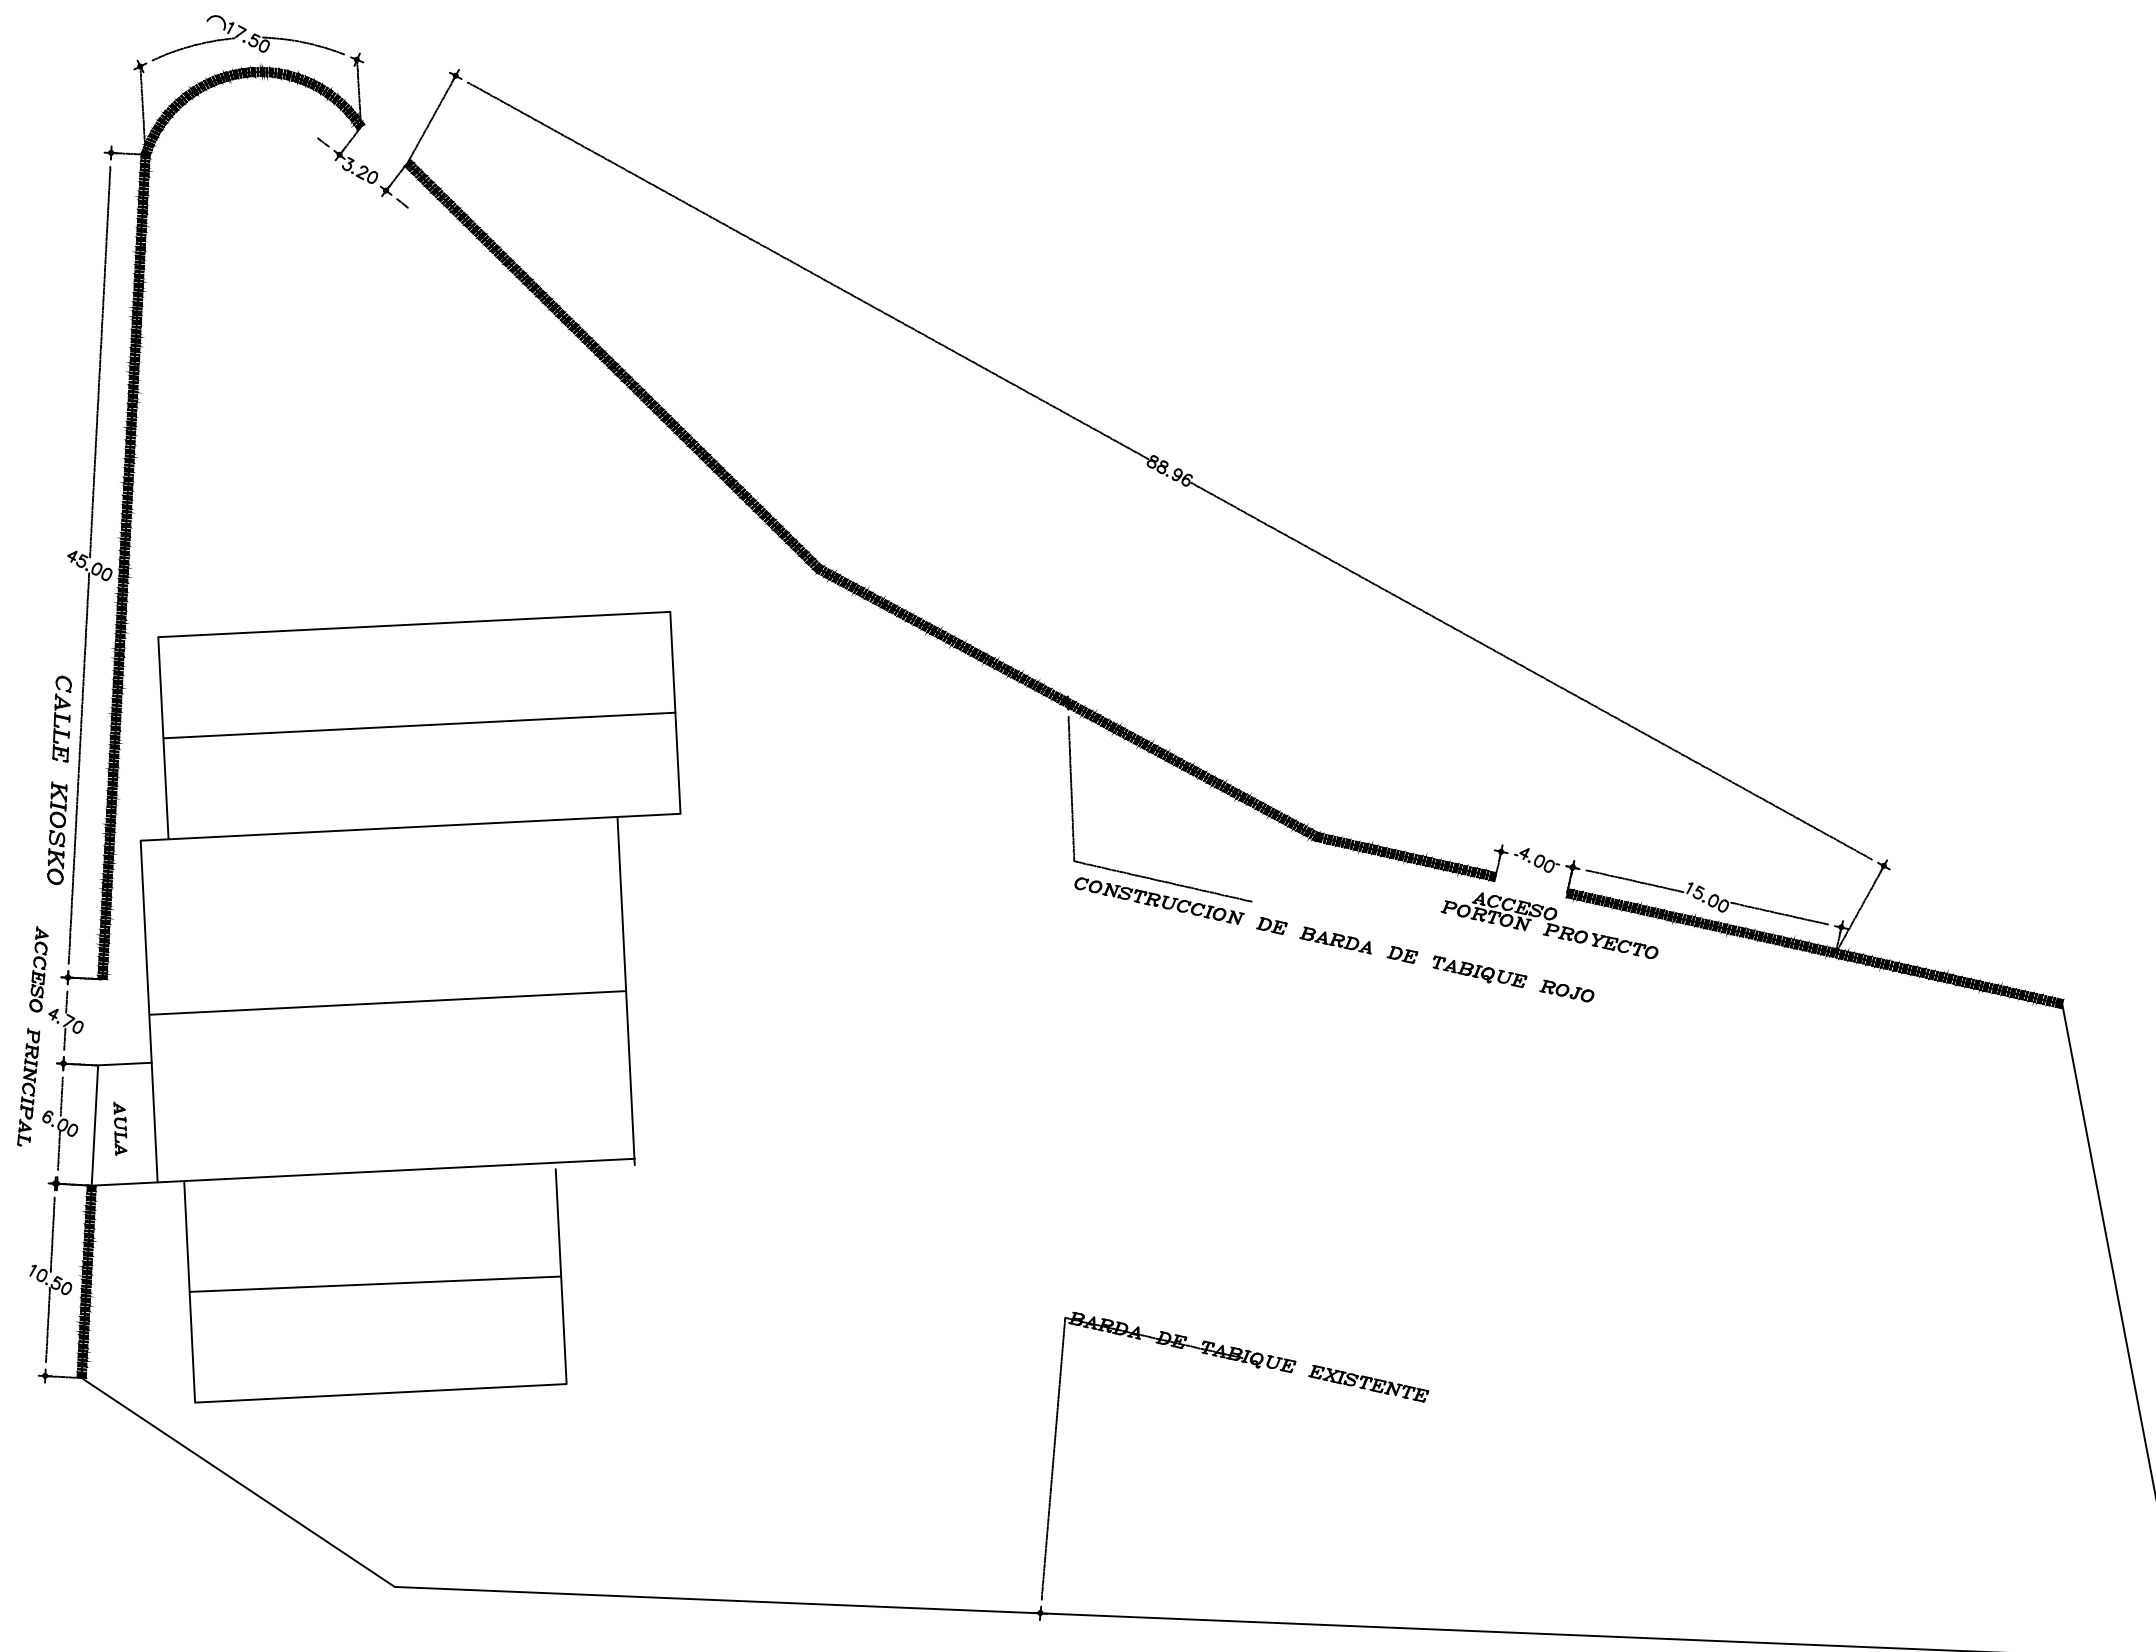 17.50
3.20
88.96
45.00
CALLE KIOSKO
4.00
15.00
ACCESO
PORTON PROYECTO
CONSTRUCCION DE BARDA DE TABIQUE ROJO
ACCESO PRINCIPAL
4.70
6.00
AULA
10.50
BARDA DE TABIQUE EXISTENTE